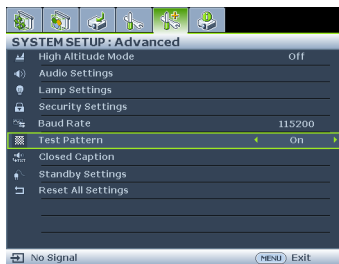 SYSTEM SETUP : Advanced
High Altitude Mode Off
Audio Settings
Lamp Settings
Security Settings
Baud Rate 115200
Test Pattern On
Closed Caption
Standby Settings
Reset All Settings
No Signal MENU Exit